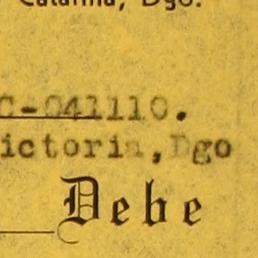 Catarina, Dgo.
C-041110.
ictoria, Dgo
Debe